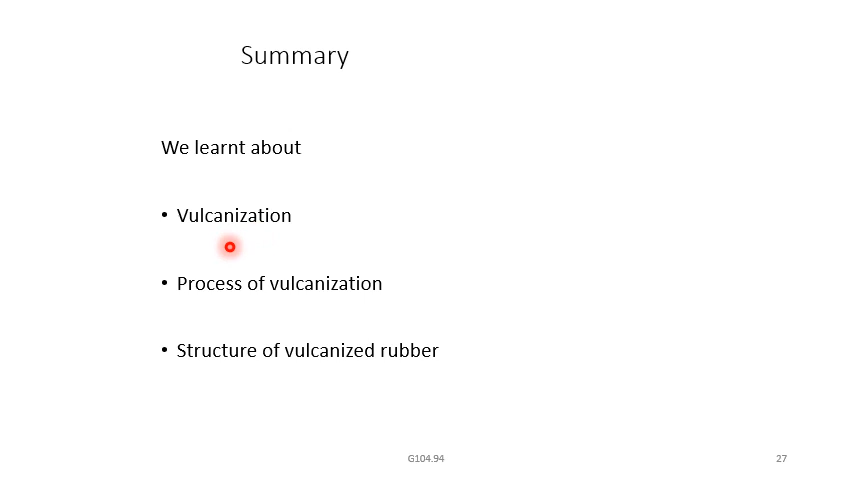 Summary
We learnt about
• Vulcanization
• Process of vulcanization
• Structure of vulcanized rubber
G104.94
27